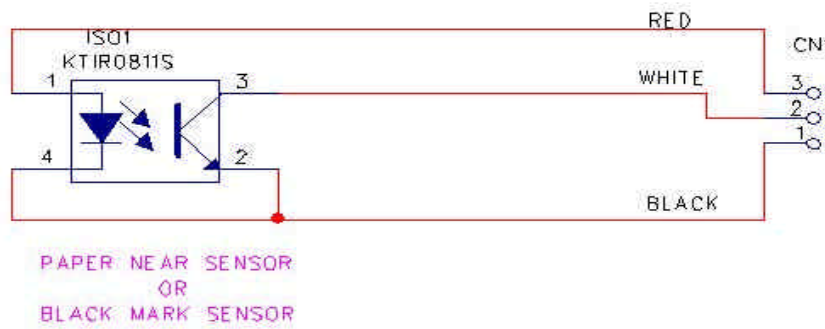 RED
ISO1
KTIR0811S
CN
1
3
WHITE
3
2
1
4
2
BLACK
PAPER NEAR SENSOR
OR
BLACK MARK SENSOR